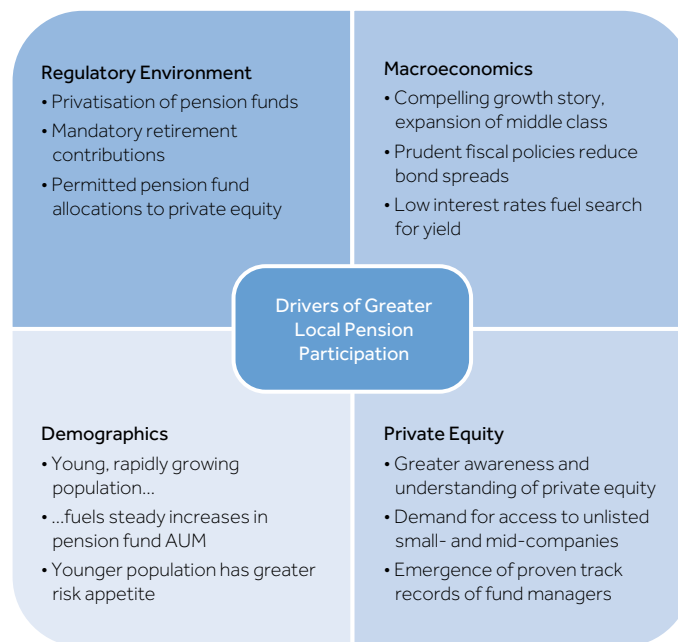 Regulatory Environment
• Privatisation of pension funds
• Mandatory retirement
contributions
• Permitted pension fund
allocations to private equity
Macroeconomics
• Compelling growth story,
expansion of middle class
• Prudent fiscal policies reduce
bond spreads
• Low interest rates fuel search
for yield
Drivers of Greater
Local Pension
Participation
Demographics
• Young, rapidly growing
population...
• ...fuels steady increases in
pension fund AUM
• Younger population has greater
risk appetite
Private Equity
• Greater awareness and
understanding of private equity
• Demand for access to unlisted
small- and mid-companies
• Emergence of proven track
records of fund managers